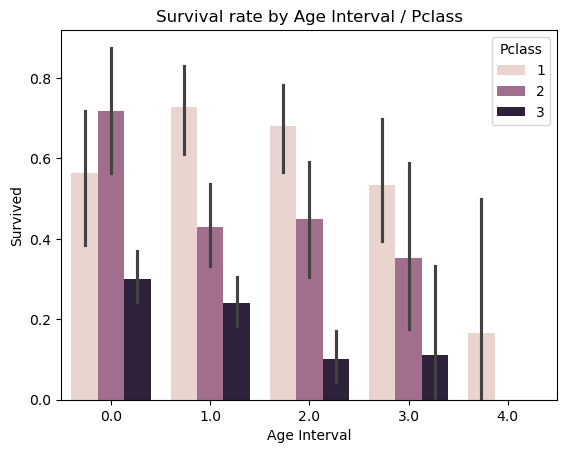 Survival rate by Age Interval / Pclass
Pclass
1
2
3
0.8
0.6
0.4
0.2
0.0
Survived
0.0 1.0 2.0 3.0 4.0
Age Interval